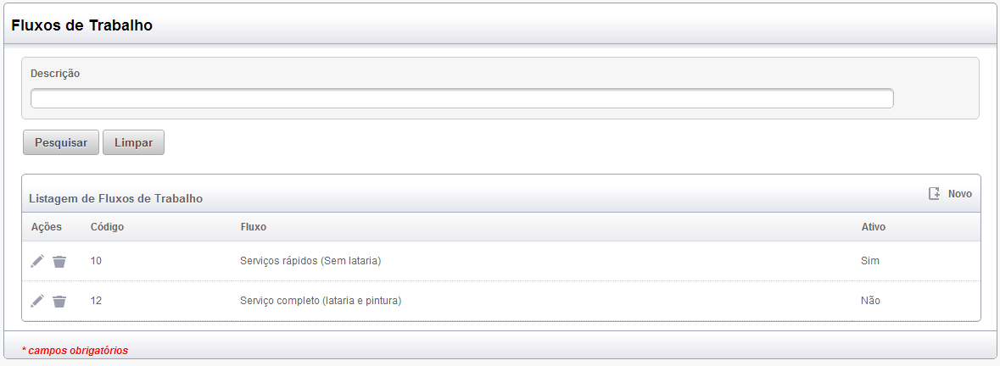 Fluxos de Trabalho
Descrição
Pesquisar Limpar
Listagem de Fluxos de Trabalho Novo
Ações Código Fluxo Ativo
10 Serviços rápidos (Sem lataria) Sim
12 Serviço completo (lataria e pintura) Não
* campos obrigatórios